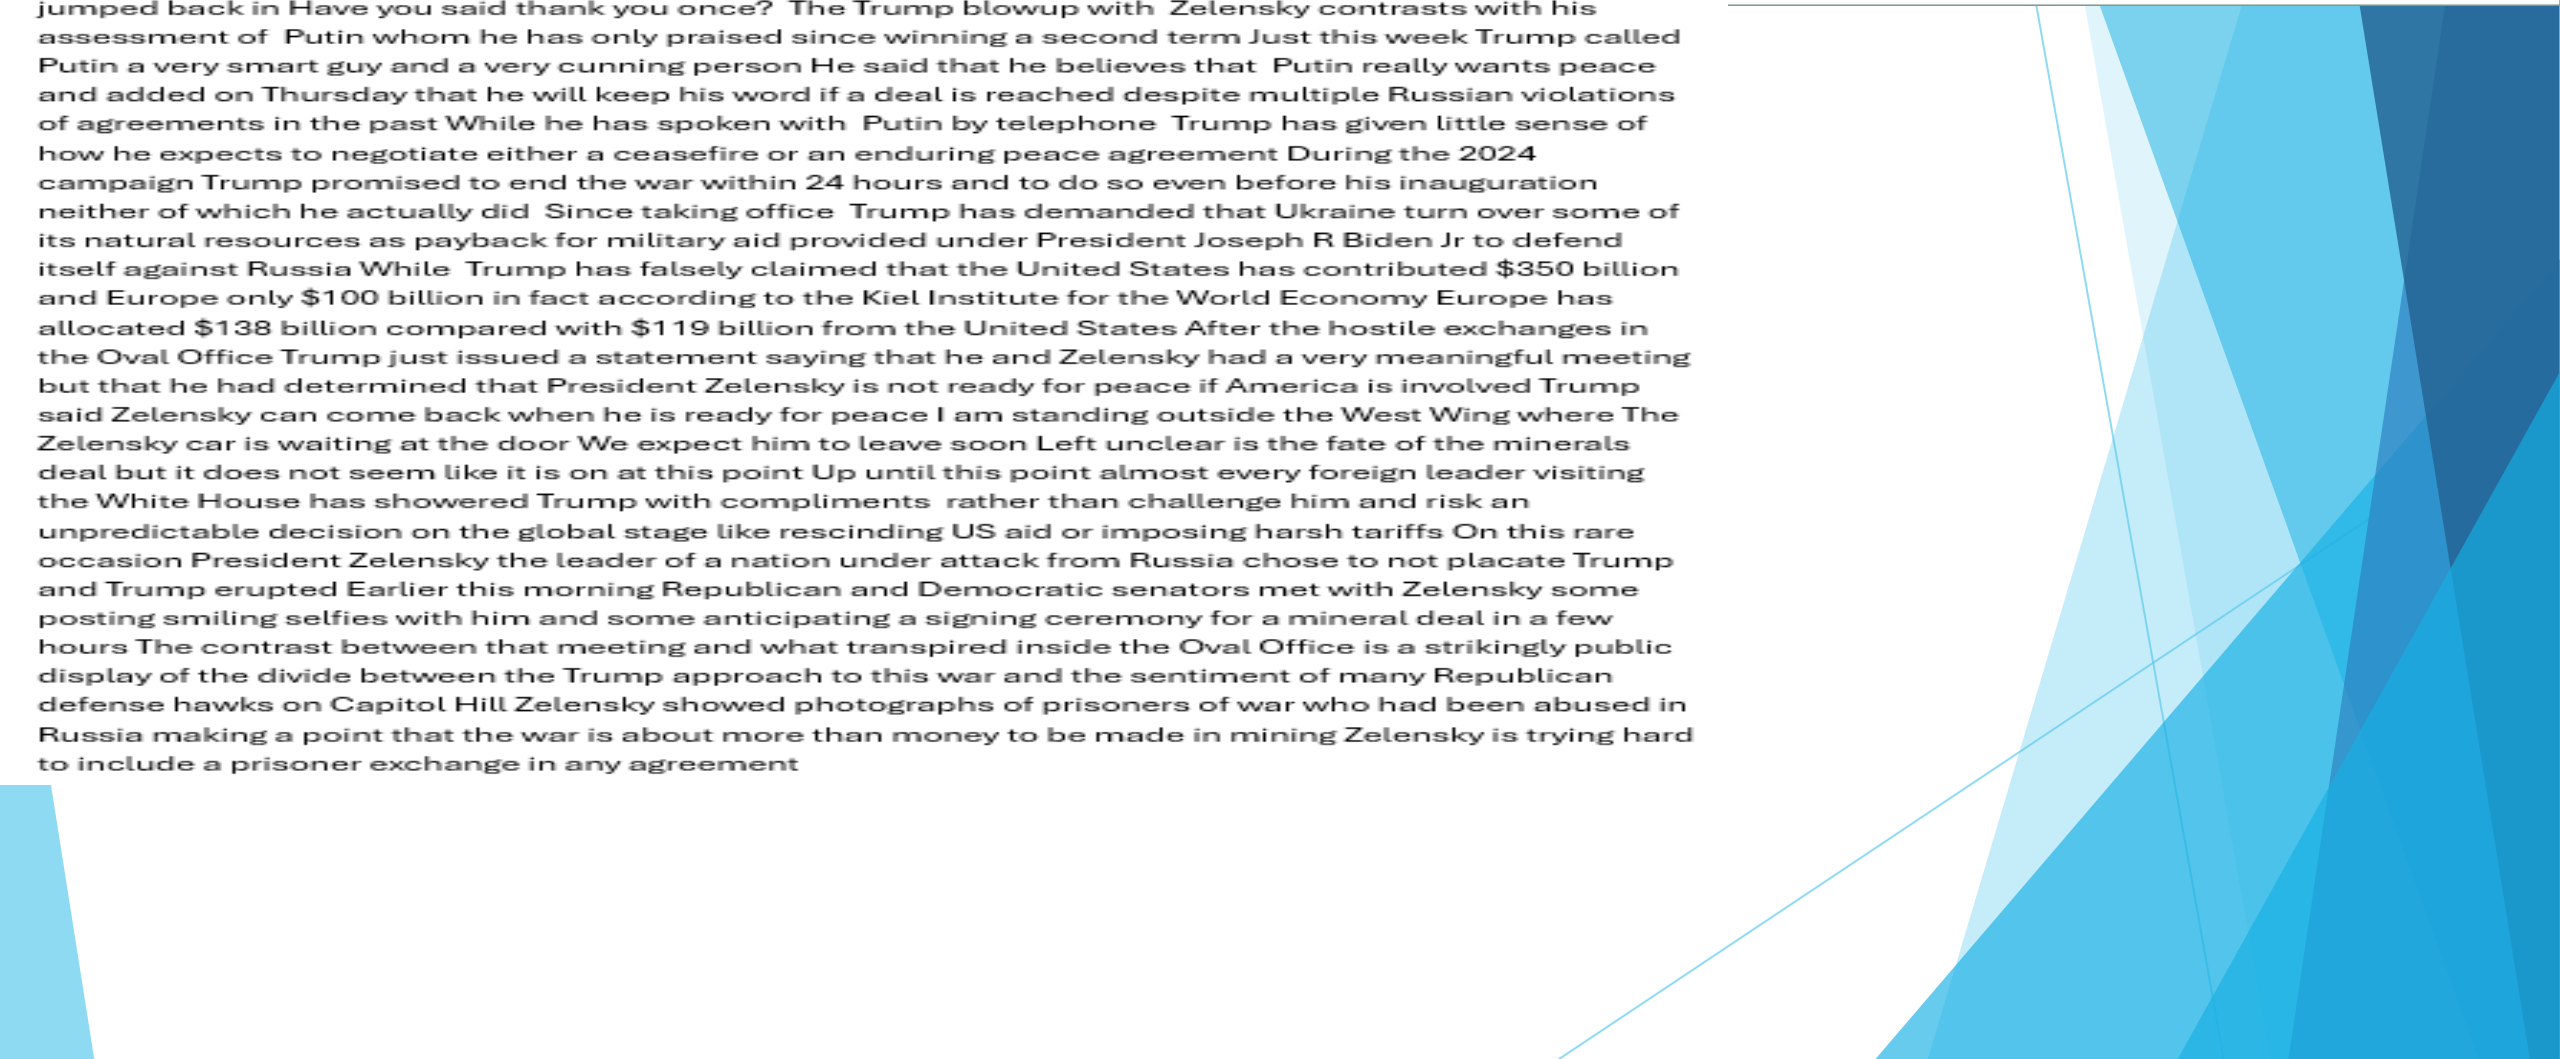 jumped back in Have you said thank you once?  The Trump blowup with  Zelensky contrasts with his
assessment of  Putin whom he has only praised since winning a second term Just this week Trump called
Putin a very smart guy and a very cunning person He said that he believes that  Putin really wants peace
and added on Thursday that he will keep his word if a deal is reached despite multiple Russian violations
of agreements in the past While he has spoken with  Putin by telephone  Trump has given little sense of
how he expects to negotiate either a ceasefire or an enduring peace agreement During the 2024
campaign Trump promised to end the war within 24 hours and to do so even before his inauguration
neither of which he actually did  Since taking office  Trump has demanded that Ukraine turn over some of
its natural resources as payback for military aid provided under President Joseph R Biden Jr to defend
itself against Russia While  Trump has falsely claimed that the United States has contributed $350 billion
and Europe only $100 billion in fact according to the Kiel Institute for the World Economy Europe has
allocated $138 billion compared with $119 billion from the United States After the hostile exchanges in
the Oval Office Trump just issued a statement saying that he and Zelensky had a very meaningful meeting
but that he had determined that President Zelensky is not ready for peace if America is involved Trump
said Zelensky can come back when he is ready for peace I am standing outside the West Wing where The
Zelensky car is waiting at the door We expect him to leave soon Left unclear is the fate of the minerals
deal but it does not seem like it is on at this point Up until this point almost every foreign leader visiting
the White House has showered Trump with compliments  rather than challenge him and risk an
unpredictable decision on the global stage like rescinding US aid or imposing harsh tariffs On this rare
occasion President Zelensky the leader of a nation under attack from Russia chose to not placate Trump
and Trump erupted Earlier this morning Republican and Democratic senators met with Zelensky some
posting smiling selfies with him and some anticipating a signing ceremony for a mineral deal in a few
hours The contrast between that meeting and what transpired inside the Oval Office is a strikingly public
display of the divide between the Trump approach to this war and the sentiment of many Republican
defense hawks on Capitol Hill Zelensky showed photographs of prisoners of war who had been abused in
Russia making a point that the war is about more than money to be made in mining Zelensky is trying hard
to include a prisoner exchange in any agreement